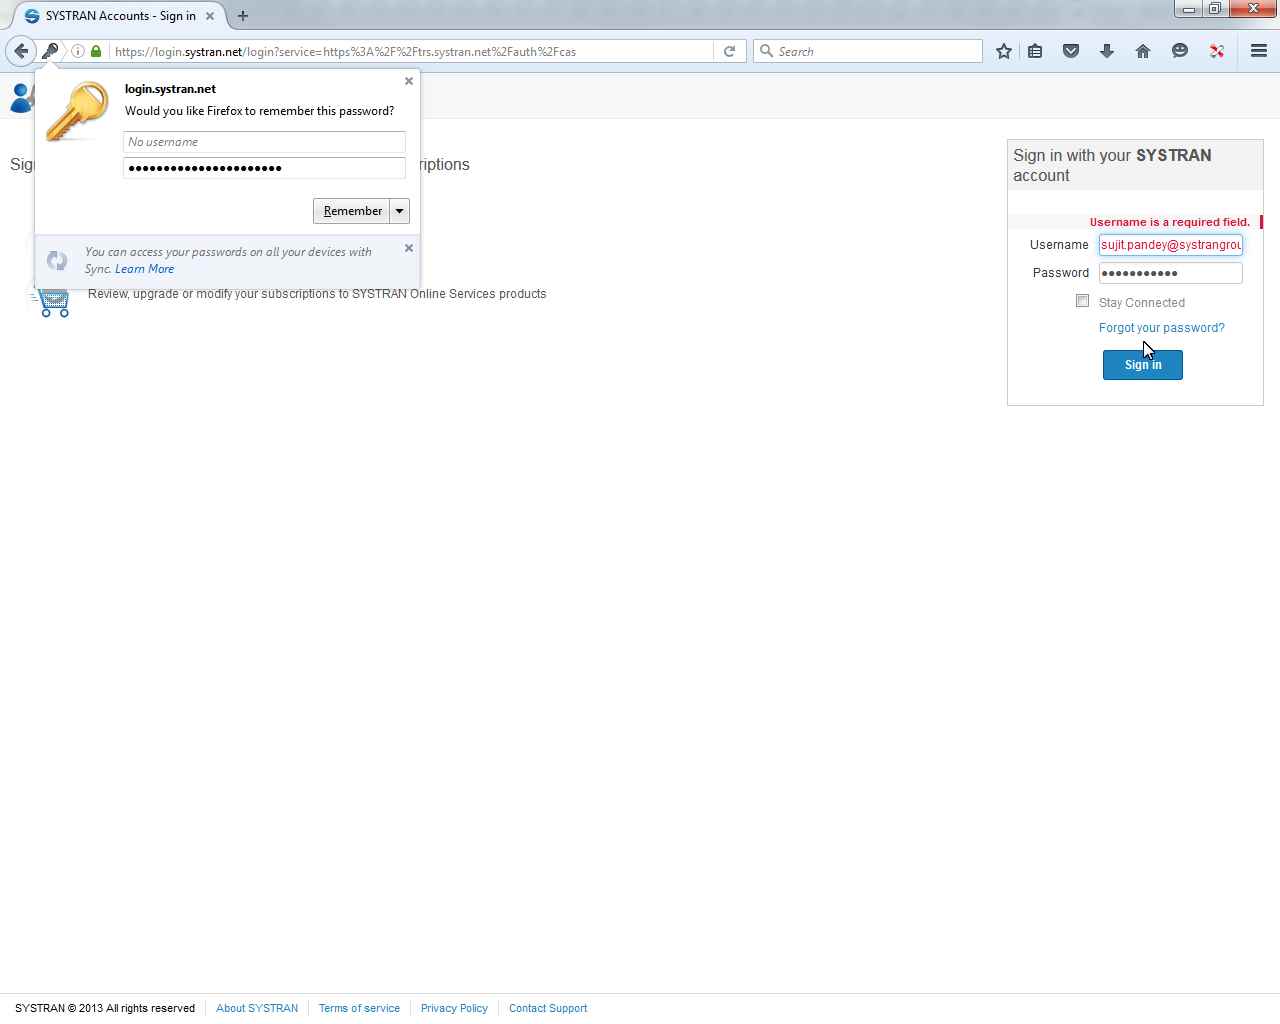 SYSTRAN Accounts - Sign in
https://login.systran.net/login?service=https%3A%2F%2Ftrs.systran.net%2Fauth%2Fcas
Search
login.systran.net
Would you like Firefox to remember this password?
No username
●●●●●●●●●●●●●●●●●●●●●●
Remember
You can access your passwords on all your devices with
Sync. Learn More
Review, upgrade or modify your subscriptions to SYSTRAN Online Services products
Sign in with your SYSTRAN
account
Username is a required field.
Username sujit.pandey@systrangrou
Password ●●●●●●●●●●●
Stay Connected
Forgot your password?
Sign in
SYSTRAN © 2013 All rights reserved
About SYSTRAN
Terms of service
Privacy Policy
Contact Support